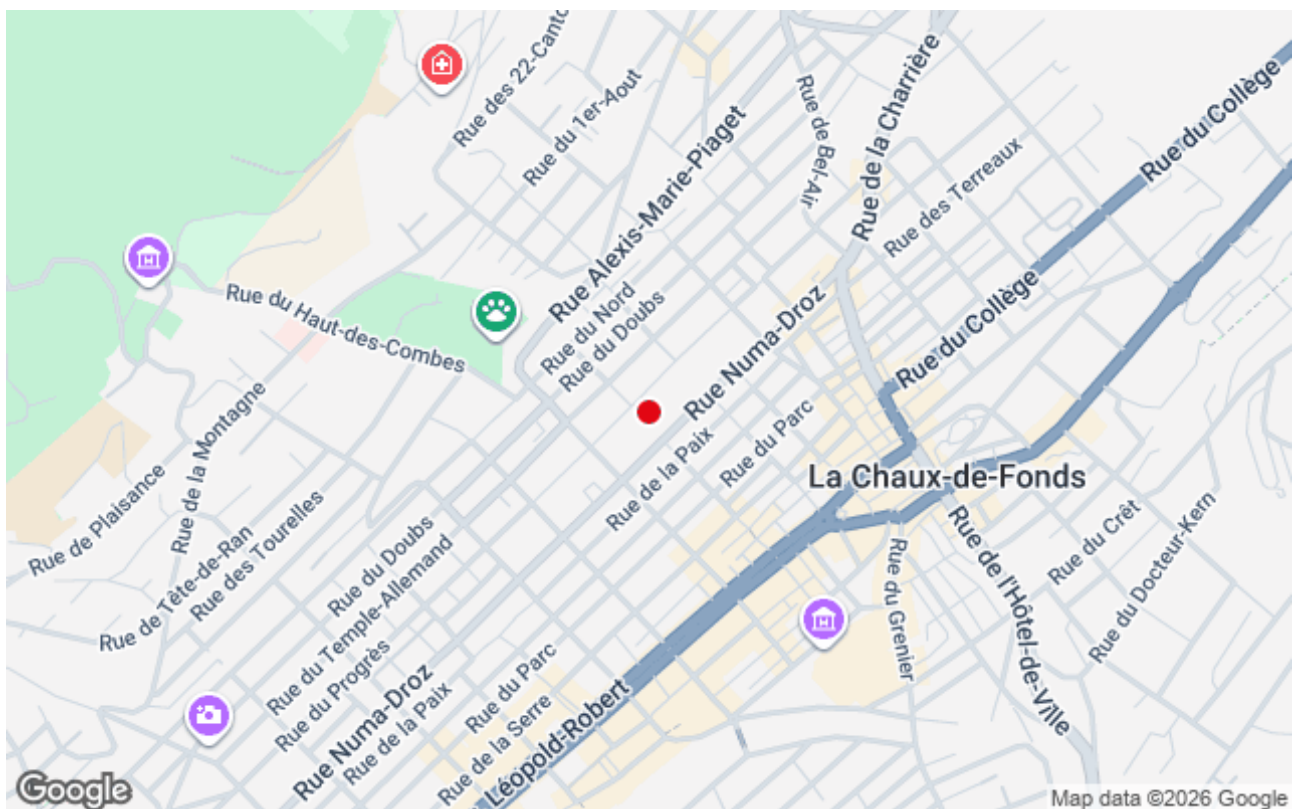 Rue des 22-Canto
Rue du 1er-Aout
Rue Alexis-Marie-Piaget
Rue de Bel-Air
Rue de la Charrière
Rue du Collège
Rue des Terreaux
Rue du Haut-des-Combes
Rue du Nord
Rue du Doubs
Rue Numa-Droz
Rue du Collège
Rue de la Montagne
Rue de la Paix
Rue du Parc
La Chaux-de-Fonds
Rue de Plaisance
Rue de Tête-de-Ran
Rue des Tourelles
Rue du Doubs
Rue du Temple-Allemand
Rue du Progrès
Rue Numa-Droz
Rue de la Paix
Rue du Parc
Rue de la Serre
Léopold-Robert
Rue du Grenier
Rue de l'Hôtel-de-Ville
Rue du Crêt
Rue du Docteur-Kern
Google
Map data ©2026 Google